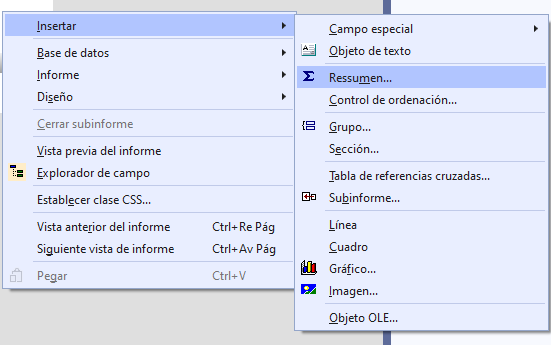 Insertar
Base de datos
Informe
Diseño
Cerrar subinforme
Vista previa del informe
Explorador de campo
Establecer clase CSS...
Vista anterior del informe Ctrl+Re Pág
Siguiente vista de informe Ctrl+Av Pág
Pegar Ctrl+V
Campo especial
Objeto de texto
Ressumen...
Control de ordenación...
Grupo...
Sección...
Tabla de referencias cruzadas...
Subinforme...
Línea
Cuadro
Gráfico...
Imagen...
Objeto OLE...